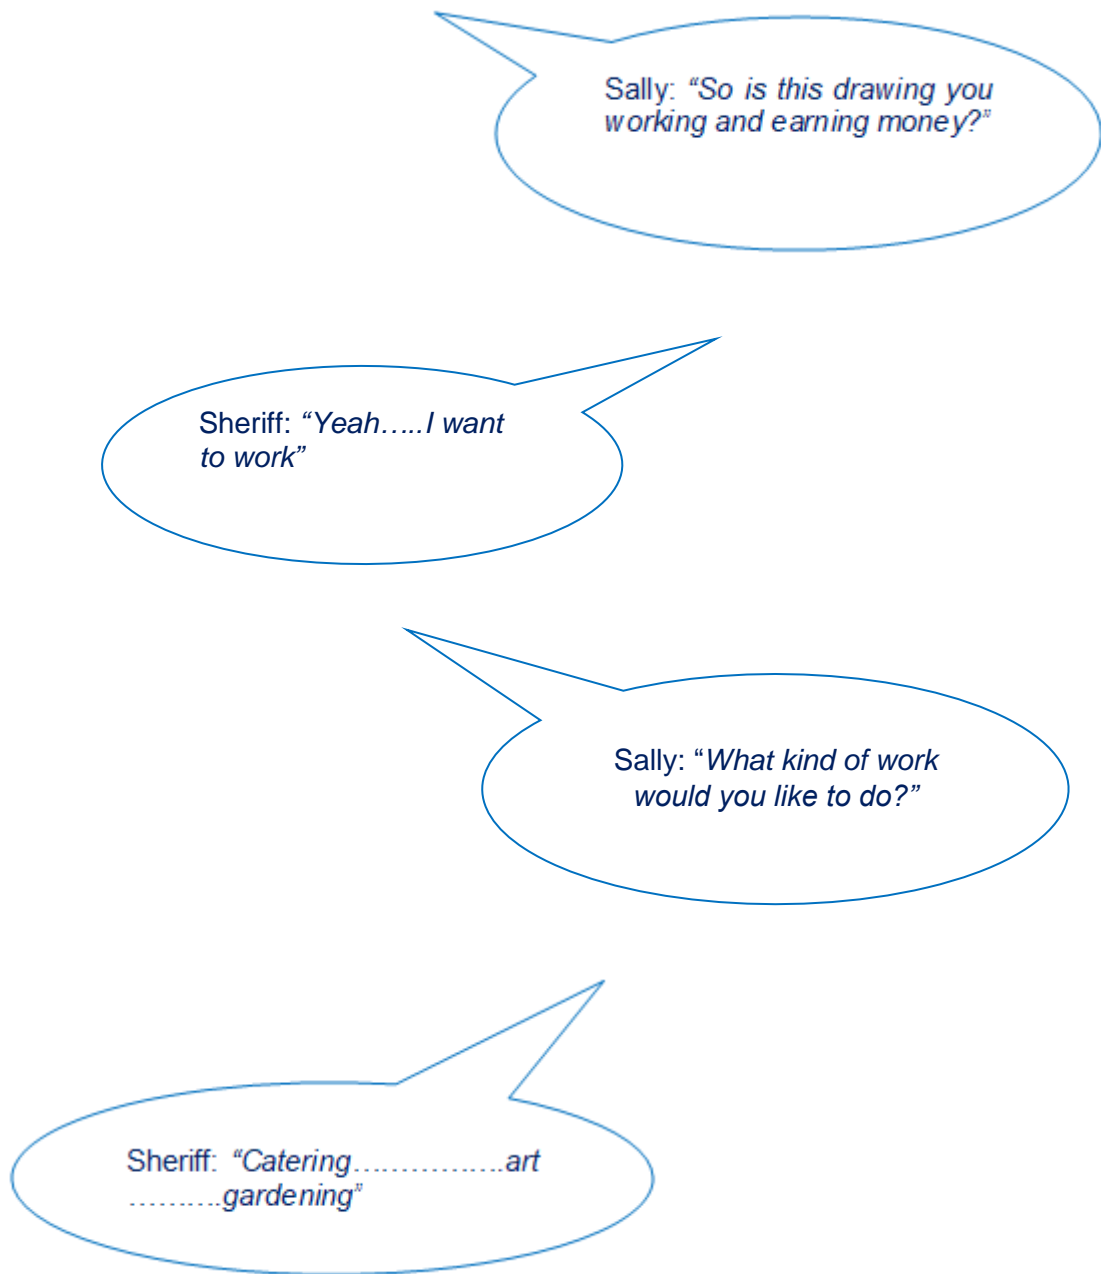 Sally: “So is this drawing you
working and earning money?”
Sheriff: “Yeah…..I want
to work”
Sally: “What kind of work
would you like to do?”
Sheriff: “Catering…………….art
……….gardening”